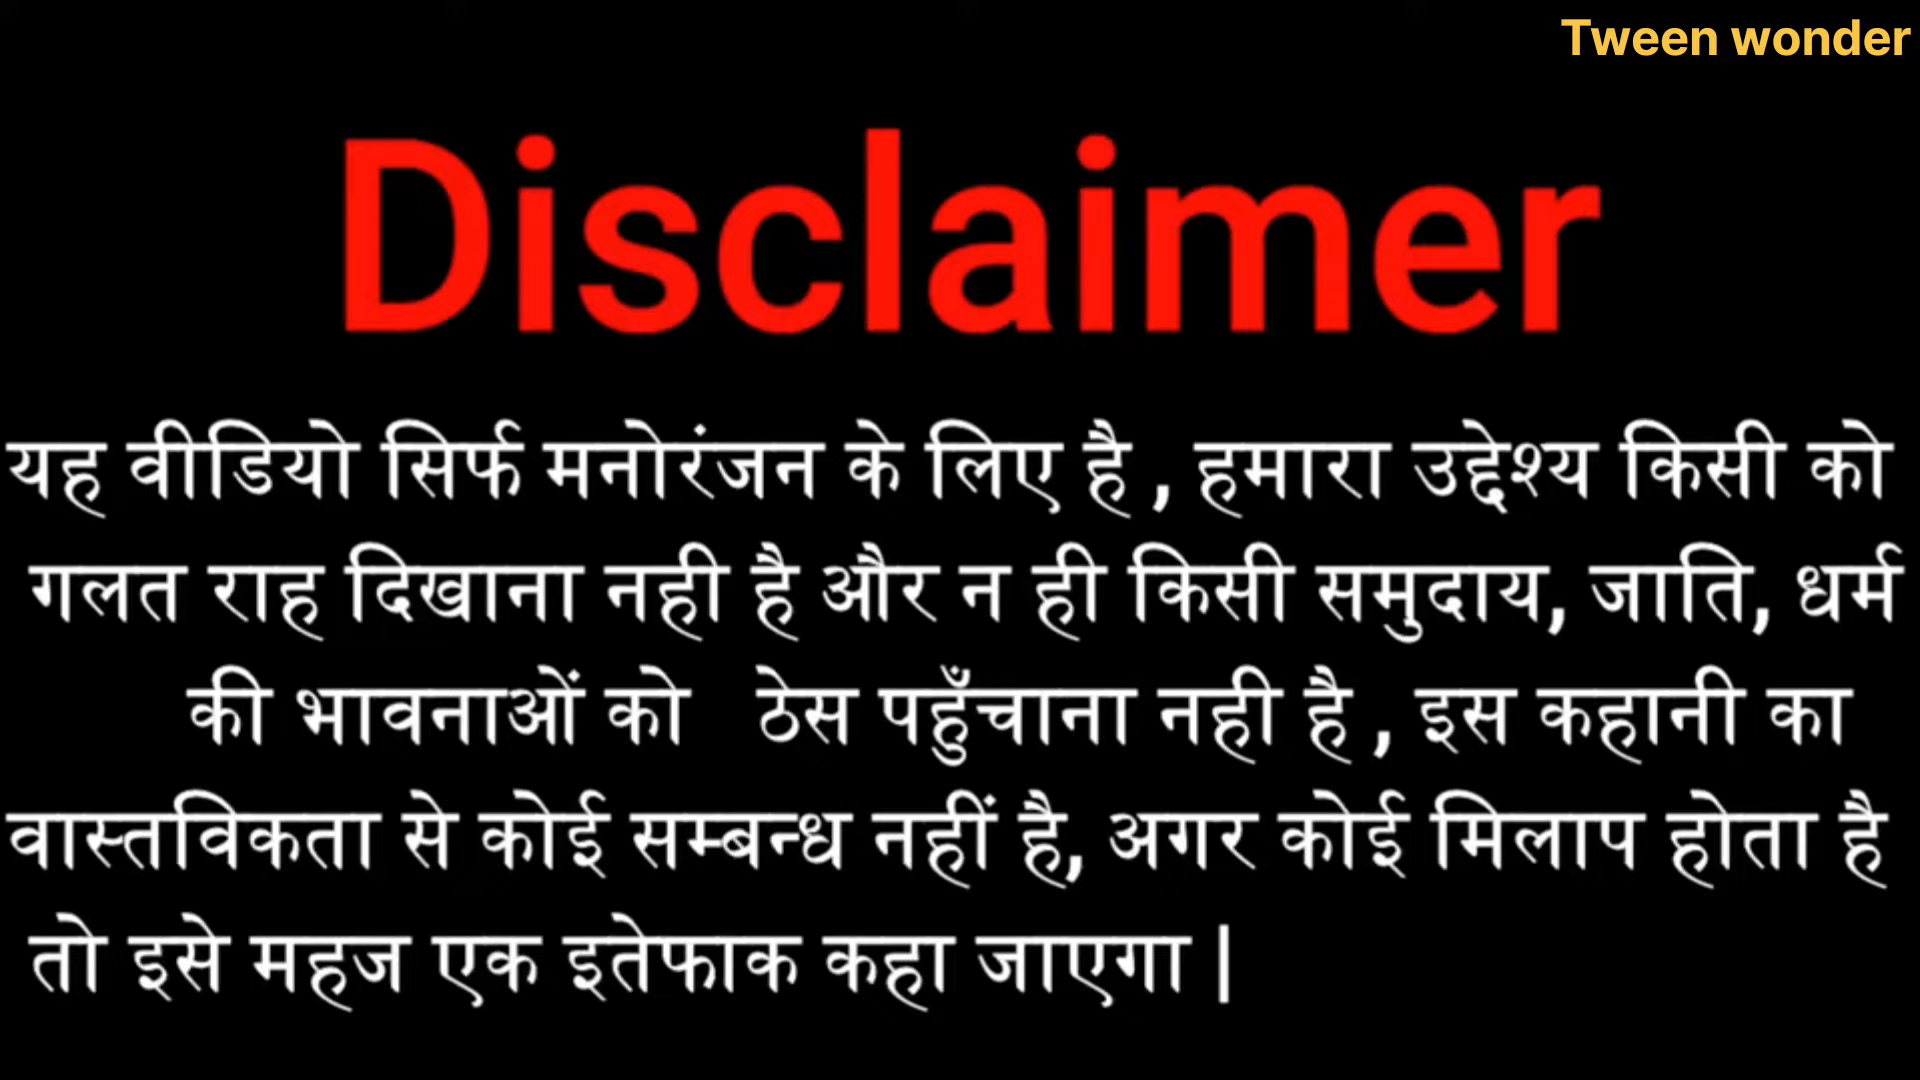 Tween wonder
Disclaimer
यह वीडियो सिर्फ मनोरंजन के लिए है , हमारा उद्देश्य किसी को
गलत राह दिखाना नही है और न ही किसी समुदाय, जाति, धर्म
की भावनाओं को ठेस पहुँचाना नही है , इस कहानी का
वास्तविकता से कोई सम्बन्ध नहीं है, अगर कोई मिलाप होता है
तो इसे महज एक इतेफाक कहा जाएगा |